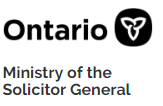 Ontario
Ministry of the
Solicitor General